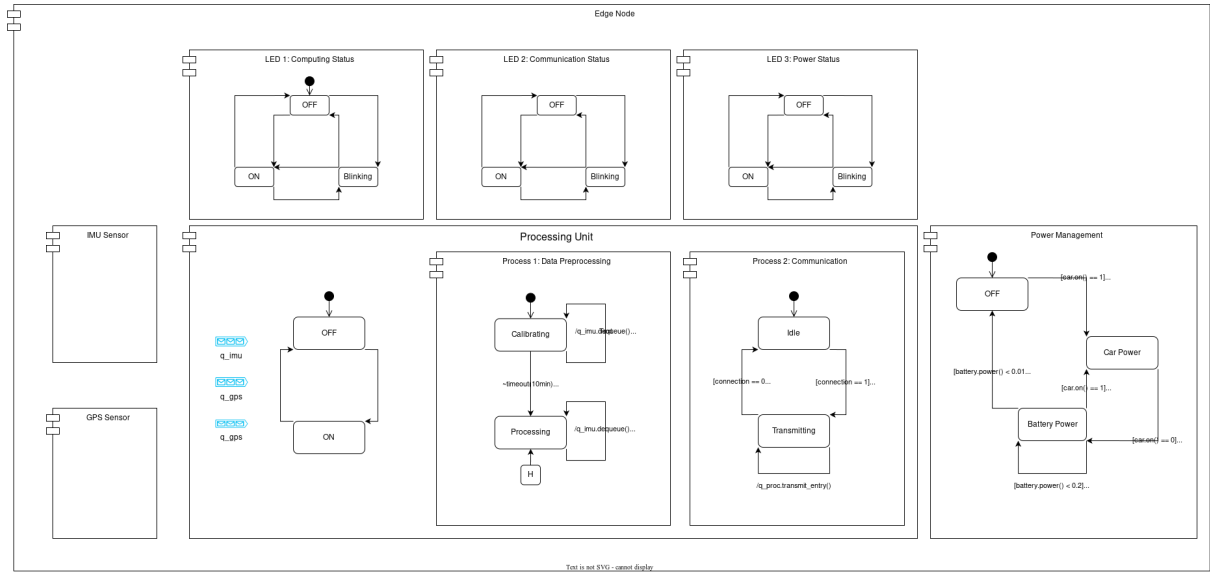 Edge Node
LED 1: Computing Status
LED 2: Communication Status
LED 3: Power Status
OFF
OFF
OFF
ON
Blinking
ON
Blinking
ON
Blinking
IMU Sensor
Processing Unit
Power Management
Process 1: Data Preprocessing
Process 2: Communication
[car.on() == 1]...
OFF
OFF
Calibrating
/q_imu.dequeue()...
Idle
q_imu
Car Power
[battery.power() < 0.01...
~timeout(10min)...
[connection == 0...
[connection == 1]...
[car.on() == 1]...
q_gps
GPS Sensor
Battery Power
Processing
/q_imu.dequeue()...
Transmitting
q_gps
ON
[car.on() == 0]...
H
/q_proc.transmit_entry()
[battery.power() < 0.2]...
Text is not SVG - cannot display